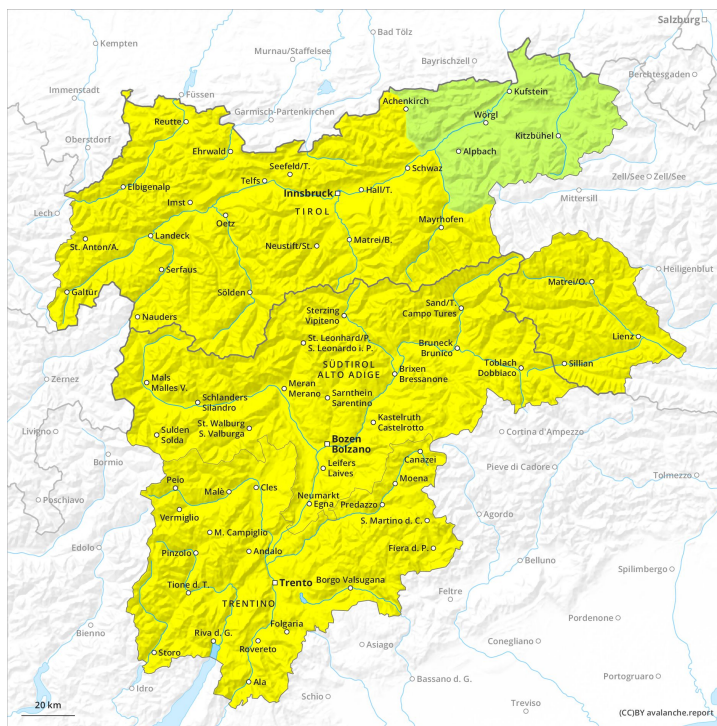 Salzburg
Kempten
Bad Tölz
Murnau/Staffelsee
Bayrischzell
Berchtesgaden
Immenstadt
Füssen
Garmisch-Partenkirchen
Achenkirch
Kufstein
Wörgl
Reutte
Kitzbühel
Oberstdorf
Ehrwald
Alpbach
Seefeld/T.
Schwaz
Zell/See
Zell/See
Telfs
Elbigenalp
Innsbruck
Hall/T.
Mittersill
Imst
Lech
TIROL
Oetz
Mayrhofen
Landeck
St. Anton/A.
Neustift/St.
Matrei/B.
Serfaus
Heiligenblut
Matrei/O.
Galtür
Sölden
Nauders
Sand/T.
Campo Tures
Sterzing
Vipiteno
Lienz
St. Leonhard/P.
S. Leonardo i. P.
Bruneck
Brunico
Toblach
Dobbiaco
Sillian
SÜDTIROL
ALTO ADIGE
Brixen
Bressanone
Zernez
Mals
Malles V.
Meran
Merano
Schlanders
Silandro
Sarnthein
Sarentino
St. Walburg
S. Valburga
Kastelruth
Castelrotto
Livigno
Sulden
Solda
Cortina d'Ampezzo
Bozen
Bolzano
Bormio
Canazei
Pieve di Cadore
Leifers
Laives
Tolmezzo
Peio
Malè
Cles
Moena
Poschiavo
Neumarkt
Egna
Predazzo
Vermiglio
Agordo
S. Martino d. C.
M. Campiglio
Edolo
Pinzolo
Andalo
Fiera d. P.
Belluno
Spilimbergo
Tione d. T.
Trento
Borgo Valsugana
Feltre
TRENTINO
Pordenone
Bienno
Folgaria
Riva d. G.
Conegliano
Rovereto
Asiago
Storo
Portogruaro
Ala
Bassano d. G.
Idro
Schio
Treviso
20 km
(CC)BY avalanche.report